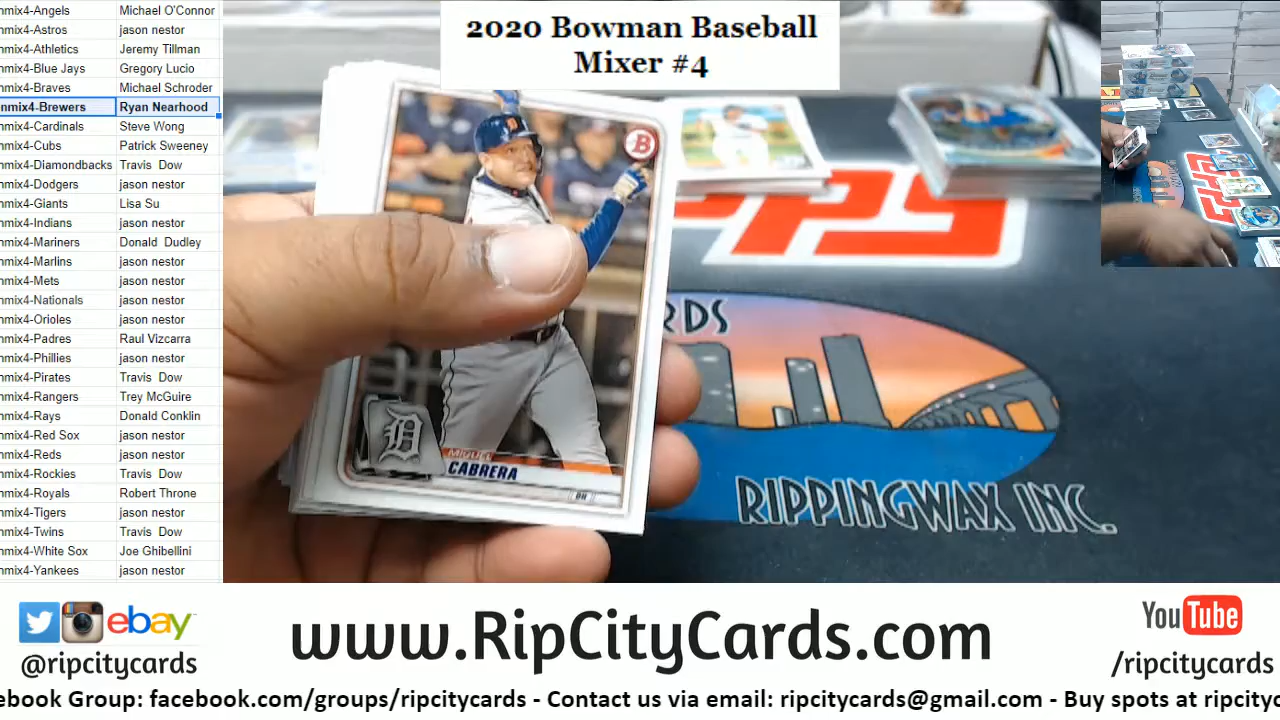 nmix4-Angels Michael O'Connor
nmix4-Astros jason nestor
nmix4-Athletics Jeremy Tillman
nmix4-Blue Jays Gregory Lucio
nmix4-Braves Michael Schroder
nmix4-Brewers Ryan Nearhood
nmix4-Cardinals Steve Wong
nmix4-Cubs Patrick Sweeney
nmix4-Diamondbacks Travis Dow
nmix4-Dodgers jason nestor
nmix4-Giants Lisa Su
nmix4-Indians jason nestor
nmix4-Mariners Donald Dudley
nmix4-Marlins jason nestor
nmix4-Mets jason nestor
nmix4-Nationals jason nestor
nmix4-Orioles jason nestor
nmix4-Padres Raul Vizcarra
nmix4-Phillies jason nestor
nmix4-Pirates Travis Dow
nmix4-Rangers Trey McGuire
nmix4-Rays Donald Conklin
nmix4-Red Sox jason nestor
nmix4-Reds jason nestor
nmix4-Rockies Travis Dow
nmix4-Royals Robert Throne
nmix4-Tigers jason nestor
nmix4-Twins Travis Dow
nmix4-White Sox Joe Ghibellini
nmix4-Yankees jason nestor
2020 Bowman Baseball
Mixer #4
B
D
MIGUEL
CABRERA
DH
PPS
RDS
RIPPINGWAX INC.
ebay
@ripcitycards
www.RipCityCards.com
YouTube
/ripcitycards
ebook Group: facebook.com/groups/ripcitycards - Contact us via email: ripcitycards@gmail.com - Buy spots at ripcityc